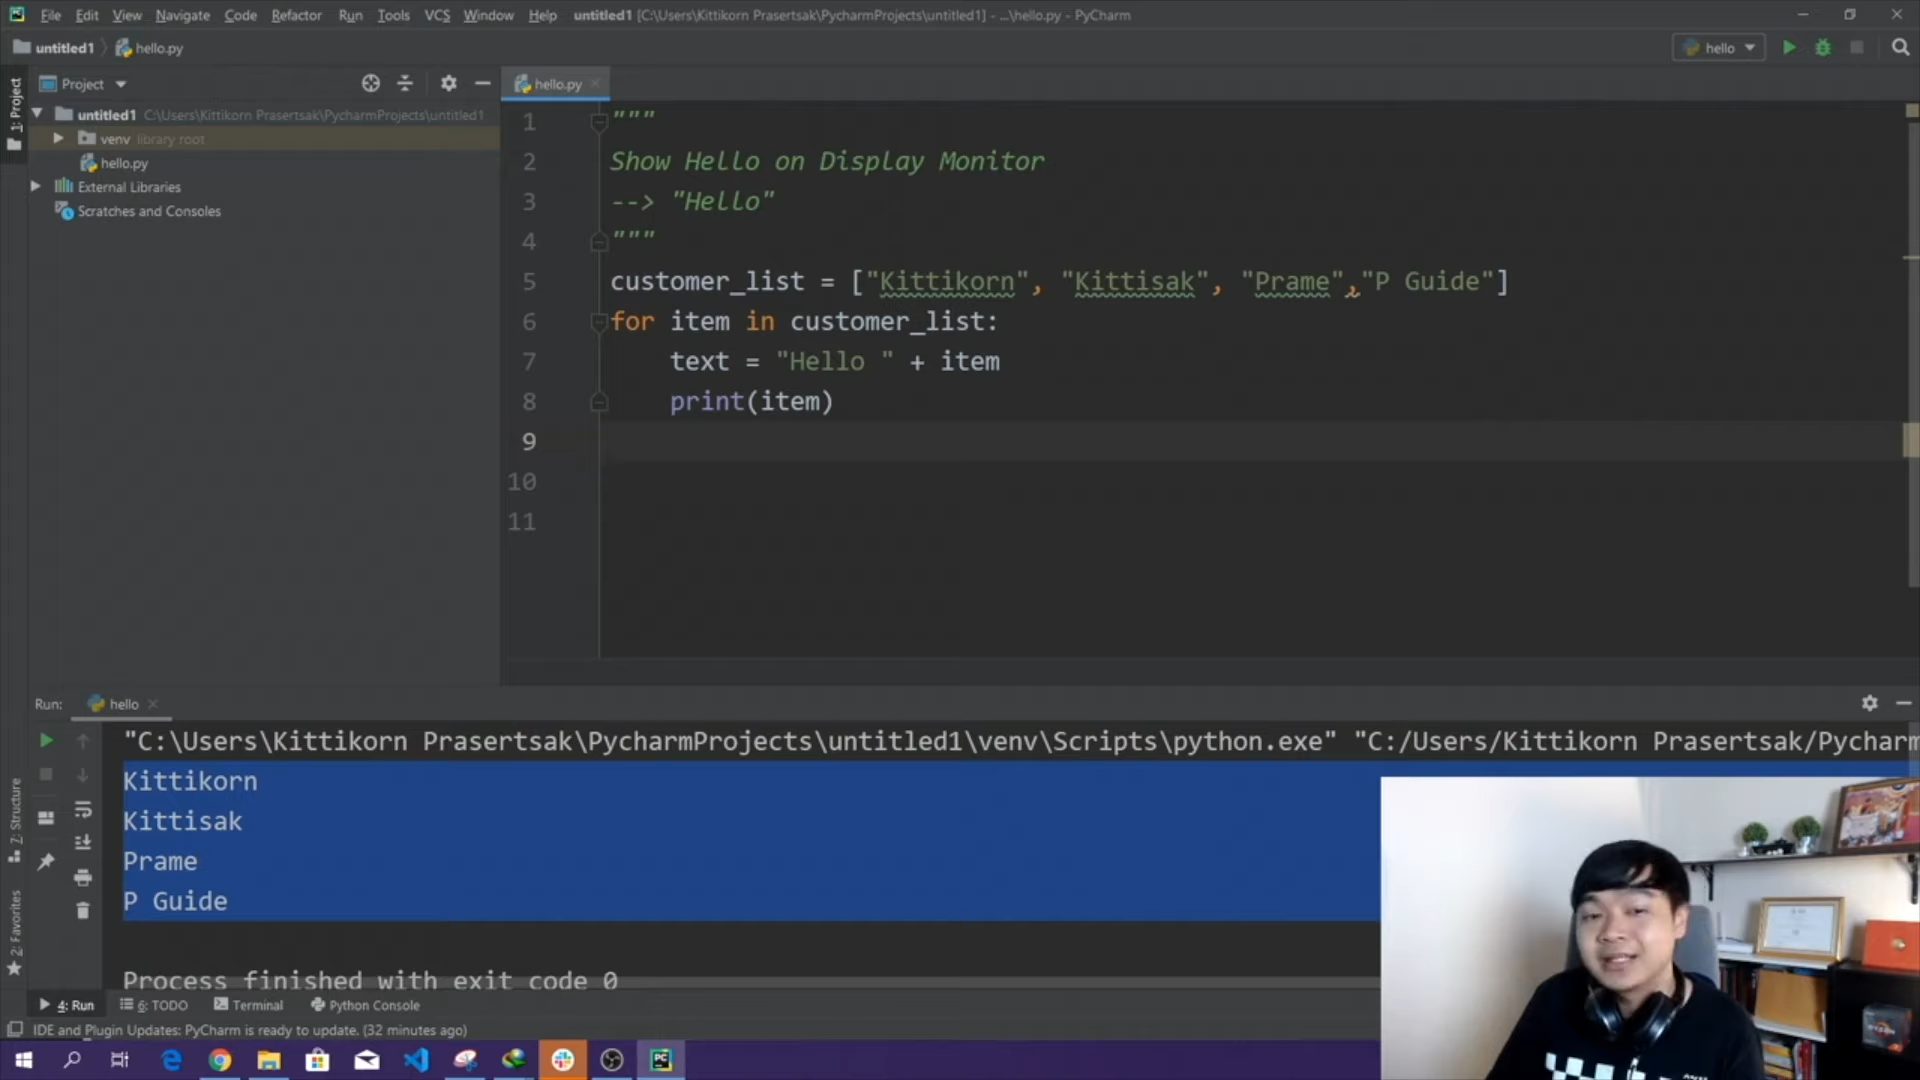 File Edit View Navigate Code Refactor Run Tools VCS Window Help untitled1 [C:\Users\Kittikorn Prasertsak\PycharmProjects\untitled1] - ...\hello.py - PyCharm
untitled1 hello.py hello
Project hello.py
1: Project
untitled1 C:\Users\Kittikorn Prasertsak\PycharmProjects\untitled1
venv library root
hello.py
External Libraries
Scratches and Consoles
1 """
2 Show Hello on Display Monitor
3 --> "Hello"
4 """
5 customer_list = ["Kittikorn", "Kittisak", "Prame","P Guide"]
6 for item in customer_list:
7 text = "Hello " + item
8 print(item)
9
10
11
Run: hello
"C:\Users\Kittikorn Prasertsak\PycharmProjects\untitled1\venv\Scripts\python.exe" "C:/Users/Kittikorn Prasertsak/Pycharm
Kittikorn
Kittisak
Prame
P Guide
Process finished with exit code 0
7: Structure
2: Favorites
4: Run 6: TODO Terminal Python Console
IDE and Plugin Updates: PyCharm is ready to update. (32 minutes ago)
PC
RYZEN